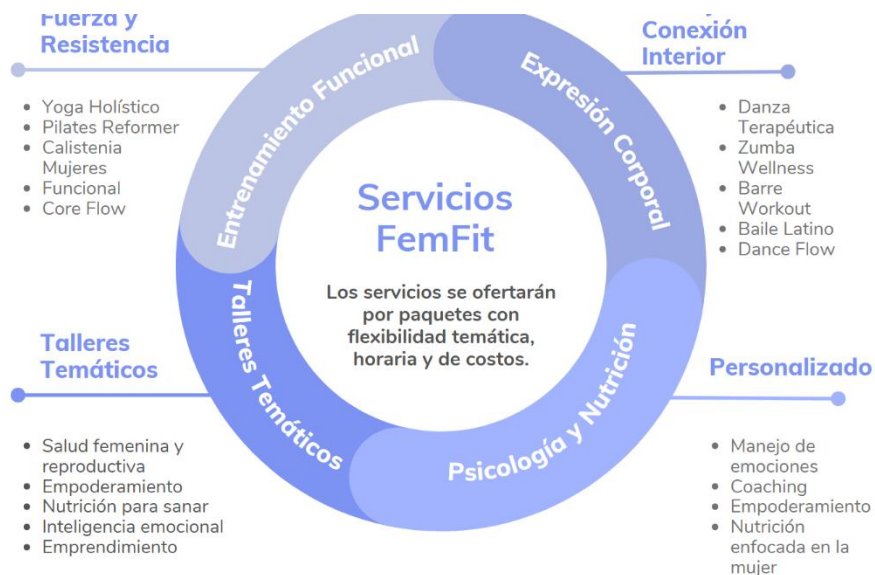 Fuerza y
Resistencia
• Yoga Holístico
• Pilates Reformer
• Calistenia
Mujeres
• Funcional
• Core Flow
Entrenamiento Funcional
Expresión Corporal
Conexión
Interior
• Danza
Terapéutica
• Zumba
Wellness
• Barre
Workout
• Baile Latino
• Dance Flow
Servicios
FemFit
Los servicios se ofertarán
por paquetes con
flexibilidad temática,
horaria y de costos.
Talleres
Temáticos
• Salud femenina y
reproductiva
• Empoderamiento
• Nutrición para sanar
• Inteligencia emocional
• Emprendimiento
Talleres Temáticos
Psicología y Nutrición
Personalizado
• Manejo de
emociones
• Coaching
• Empoderamiento
• Nutrición
enfocada en la
mujer